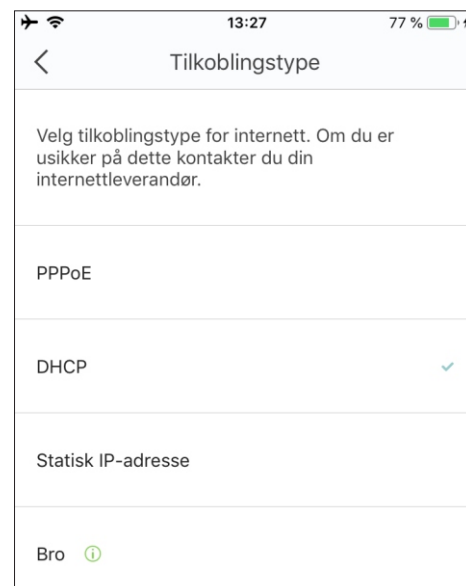 13:27
77 %
Tilkoblingstype
Velg tilkoblingstype for internett. Om du er
usikker på dette kontakter du din
internettleverandør.
PPPoE
DHCP
Statisk IP-adresse
Bro